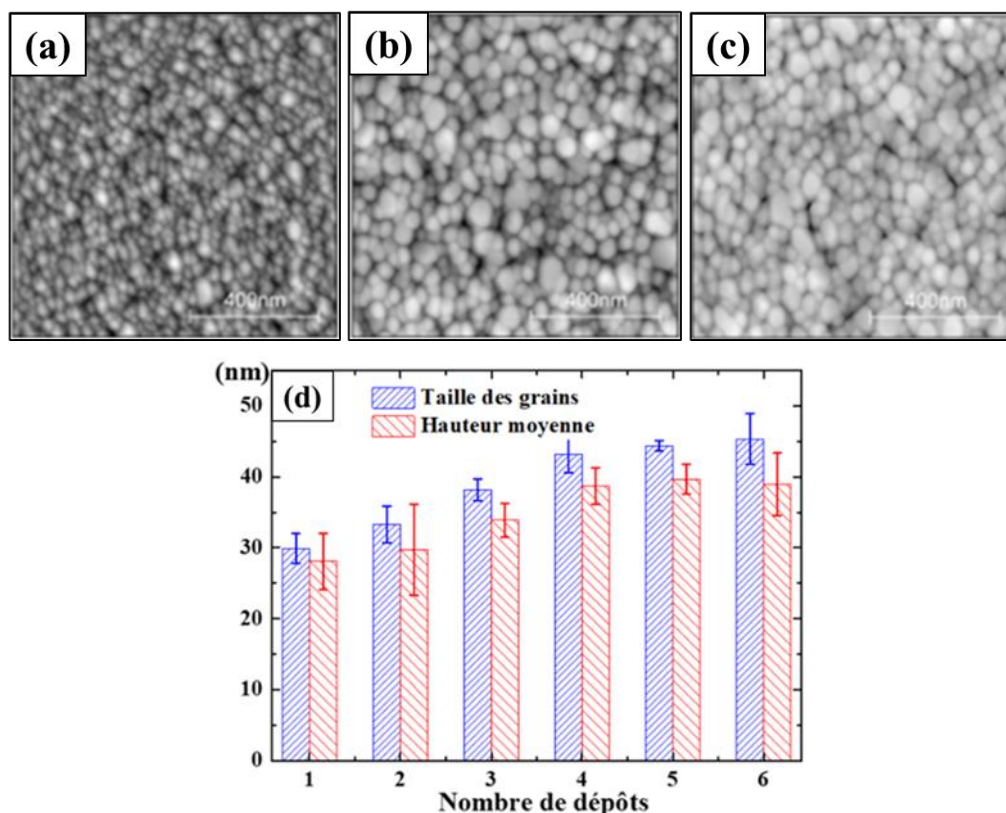 (a) (b) (c)
400nm 400nm 400nm
(nm)
(d)
Taille des grains
Hauteur moyenne
50
40
30
20
10
0
1 2 3 4 5 6
Nombre de dépôts